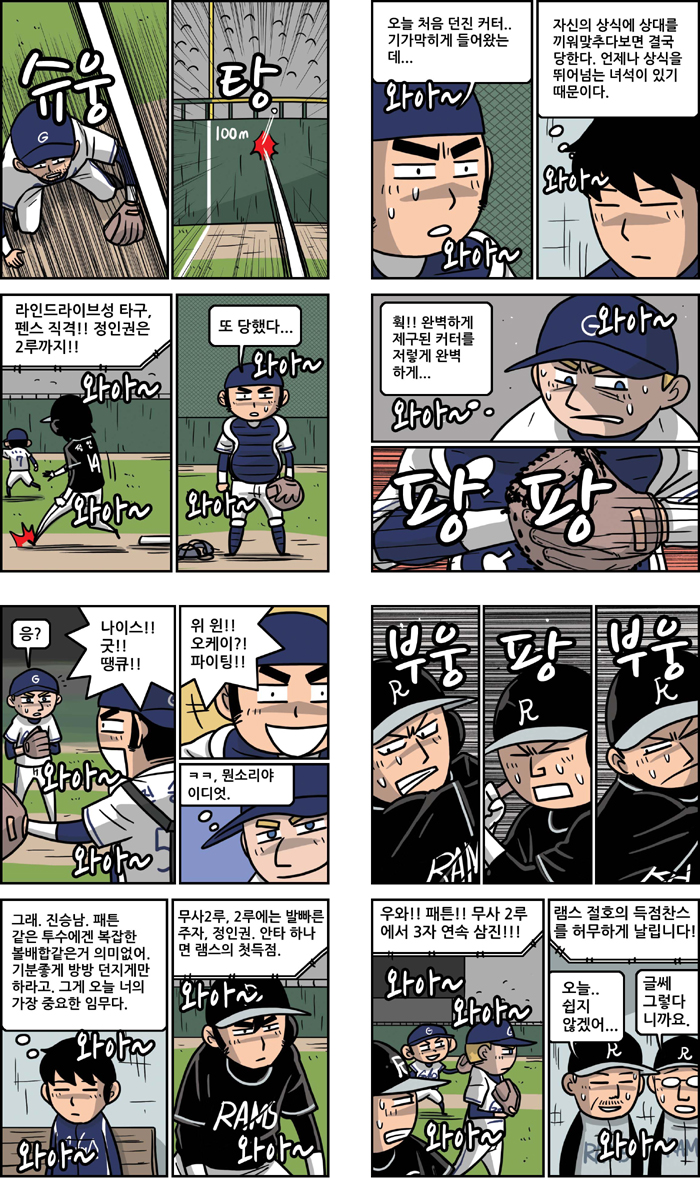 슈웅
G
탕
100m
오늘 처음 던진 커터..
기가막히게 들어왔는
데...
와아~
와아~
자신의 상식에 상대를
끼워맞추다보면 결국
당한다. 언제나 상식을
뛰어넘는 녀석이 있기
때문이다.
와아~
라인드라이브성 타구,
펜스 직격!! 정인권은
2루까지!!
와아~
7
14
와아~
또 당했다...
와아~
와아~
훡!! 완벽하게
제구된 커터를
저렇게 완벽
하게...
G
와아~
와아~
팡 팡
응?
G
나이스!!
굿!!
땡큐!!
와아~
와아~
5
위 윈!!
오케이?!
파이팅!!
ㅋㅋ, 뭔소리야
이디엇.
부웅
R
RAM
팡
R
부웅
R
그래. 진승남. 패튼
같은 투수에겐 복잡한
볼배합같은거 의미없어.
기분좋게 방방 던지게만
하라고. 그게 오늘 너의
가장 중요한 임무다.
와아~
와아~
무사2루, 2루에는 발빠른
주자, 정인권. 안타 하나
면 램스의 첫득점.
와아~
RAMS
와아~
우와!! 패튼!! 무사 2루
에서 3자 연속 삼진!!!
와아~
와아~
G
G
R
와아~
램스 절호의 득점찬스
를 허무하게 날립니다!
오늘..
쉽지
않겠어...
글쎄
그렇다
니까요.
R
R
와아~